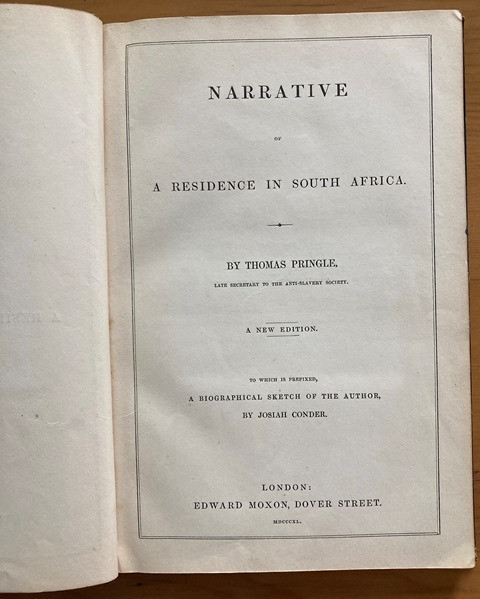 NARRATIVE
OF
A RESIDENCE IN SOUTH AFRICA.
BY THOMAS PRINGLE,
LATE SECRETARY TO THE ANTI-SLAVERY SOCIETY.
A NEW EDITION.
TO WHICH IS PREFIXED,
A BIOGRAPHICAL SKETCH OF THE AUTHOR,
BY JOSIAH CONDER.
LONDON:
EDWARD MOXON, DOVER STREET.
MDCCCXL.